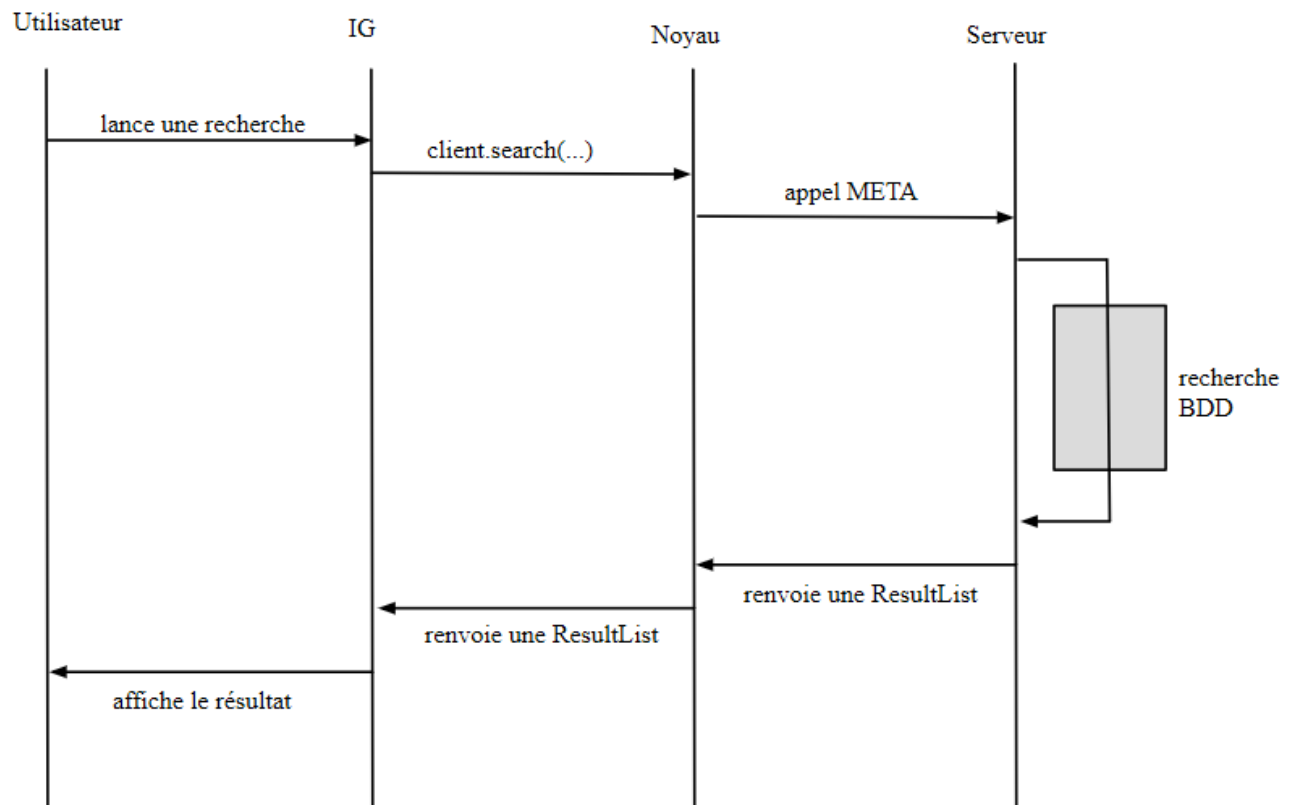 Utilisateur
IG
Noyau
Serveur
lance une recherche
client.search(...)
appel META
recherche
BDD
renvoie une ResultList
renvoie une ResultList
affiche le résultat